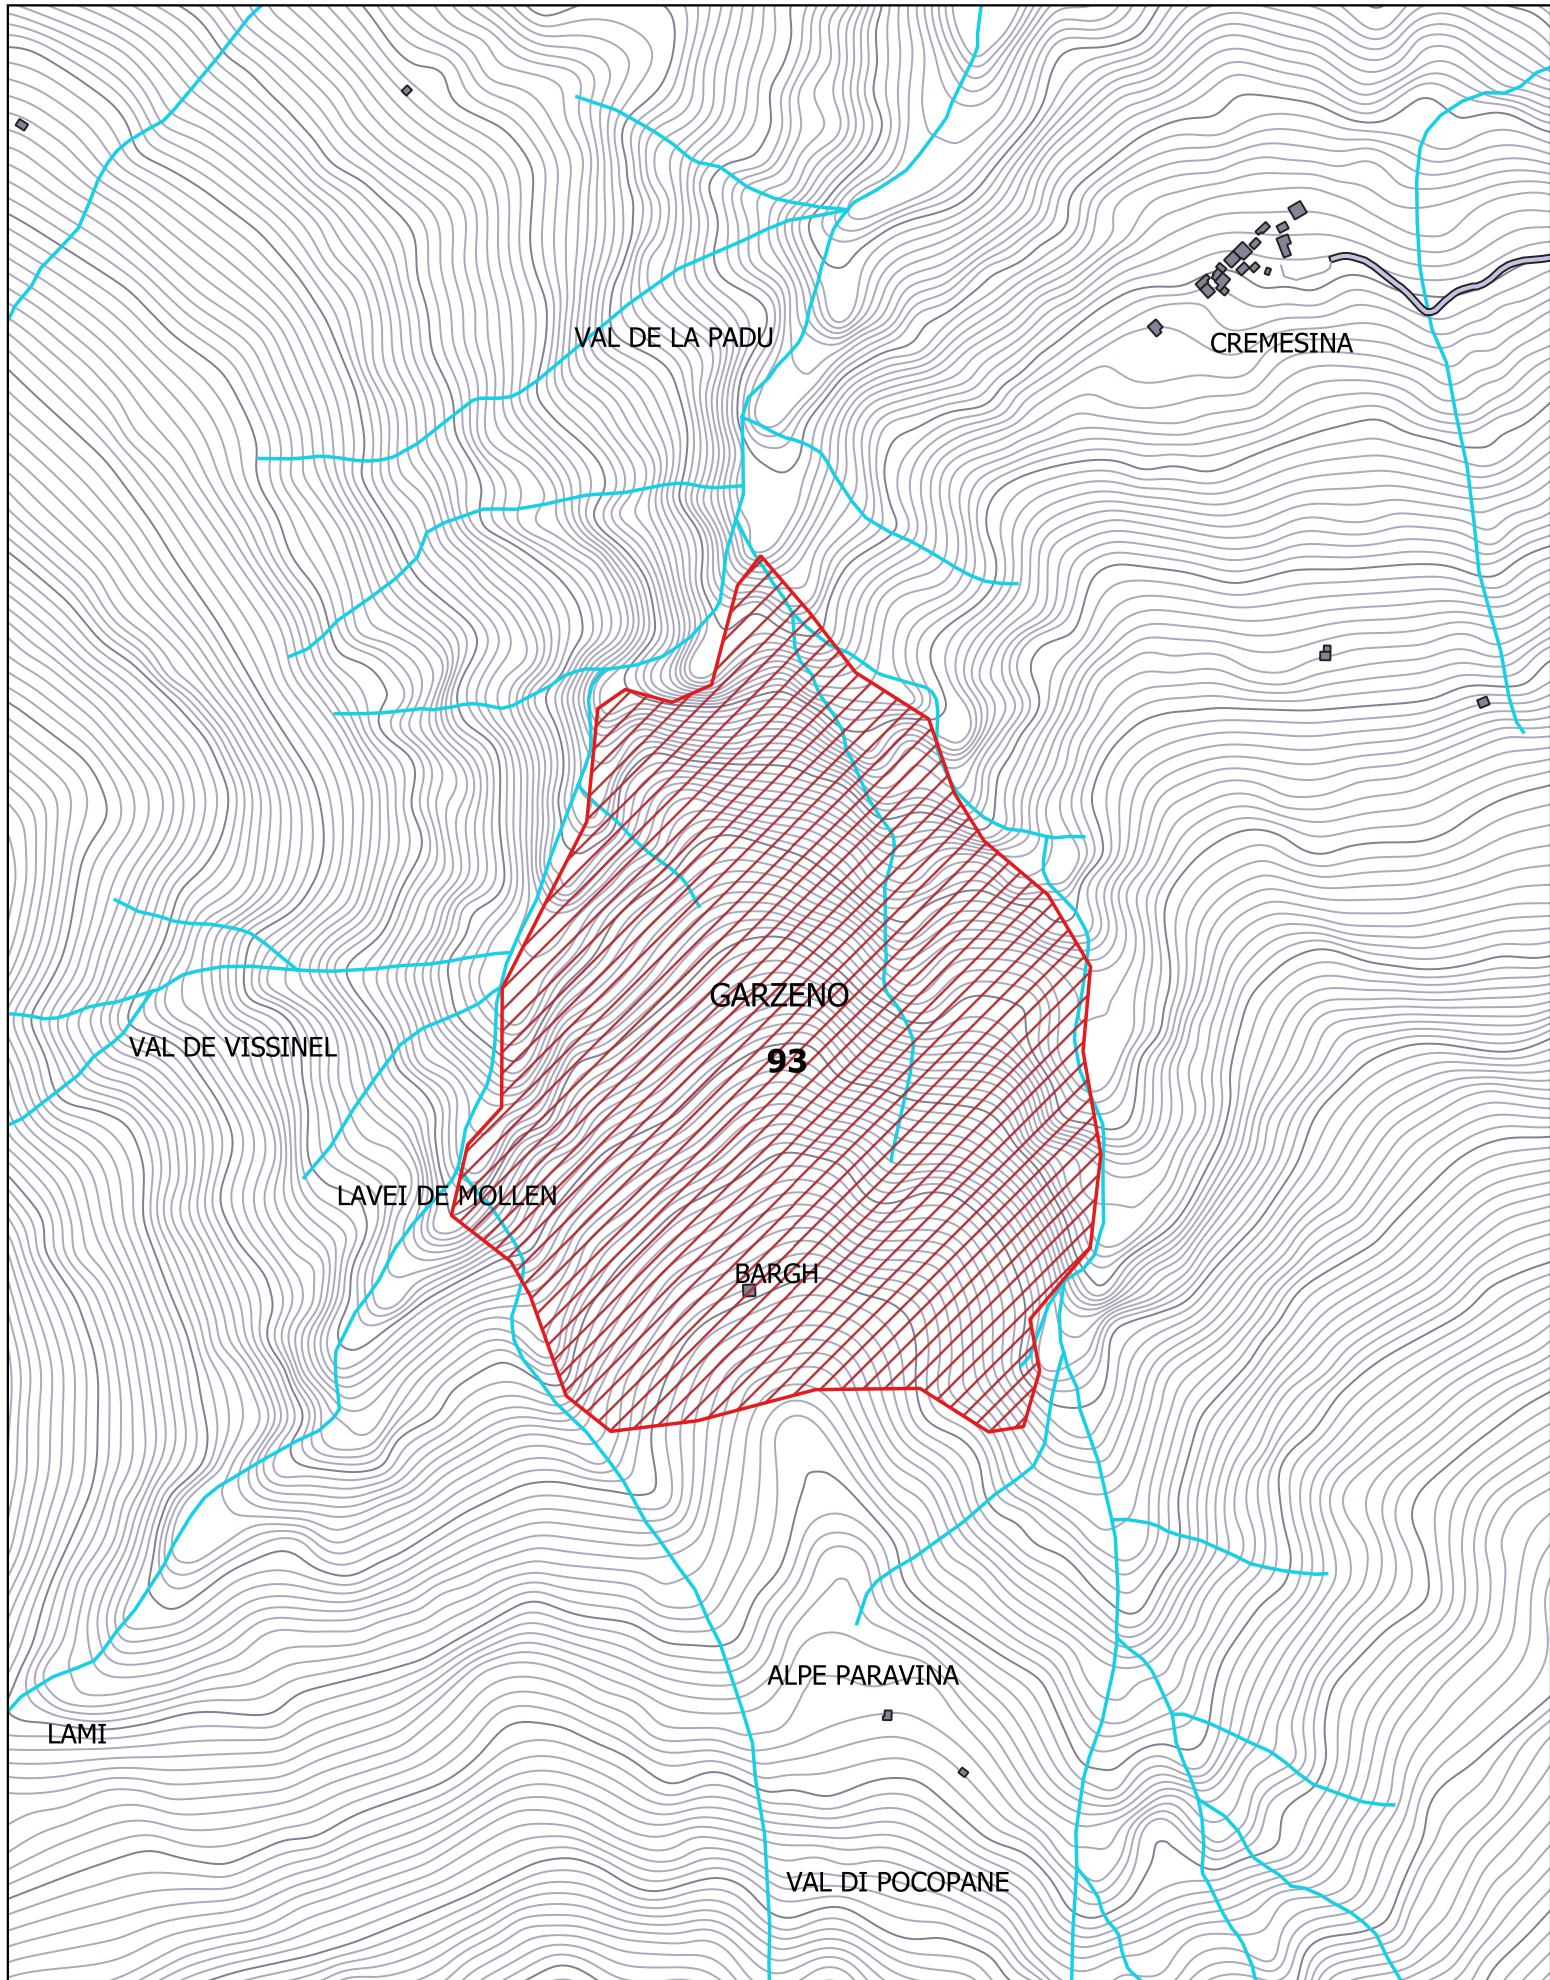 VAL DE LA PADU
CREMESINA
GARZENO
93
VAL DE VISSINEL
LAVEI DE MOLLEN
BARGH
ALPE PARAVINA
LAMI
VAL DI POCOPANE